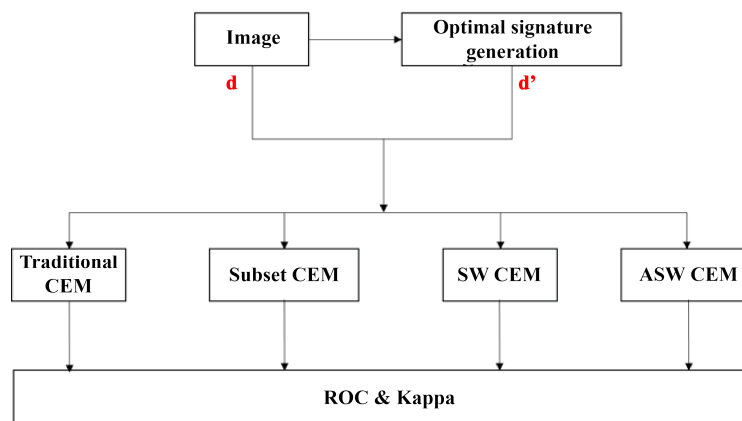 Image
Optimal signature
generation
d
d’
Traditional
CEM
Subset CEM
SW CEM
ASW CEM
ROC & Kappa